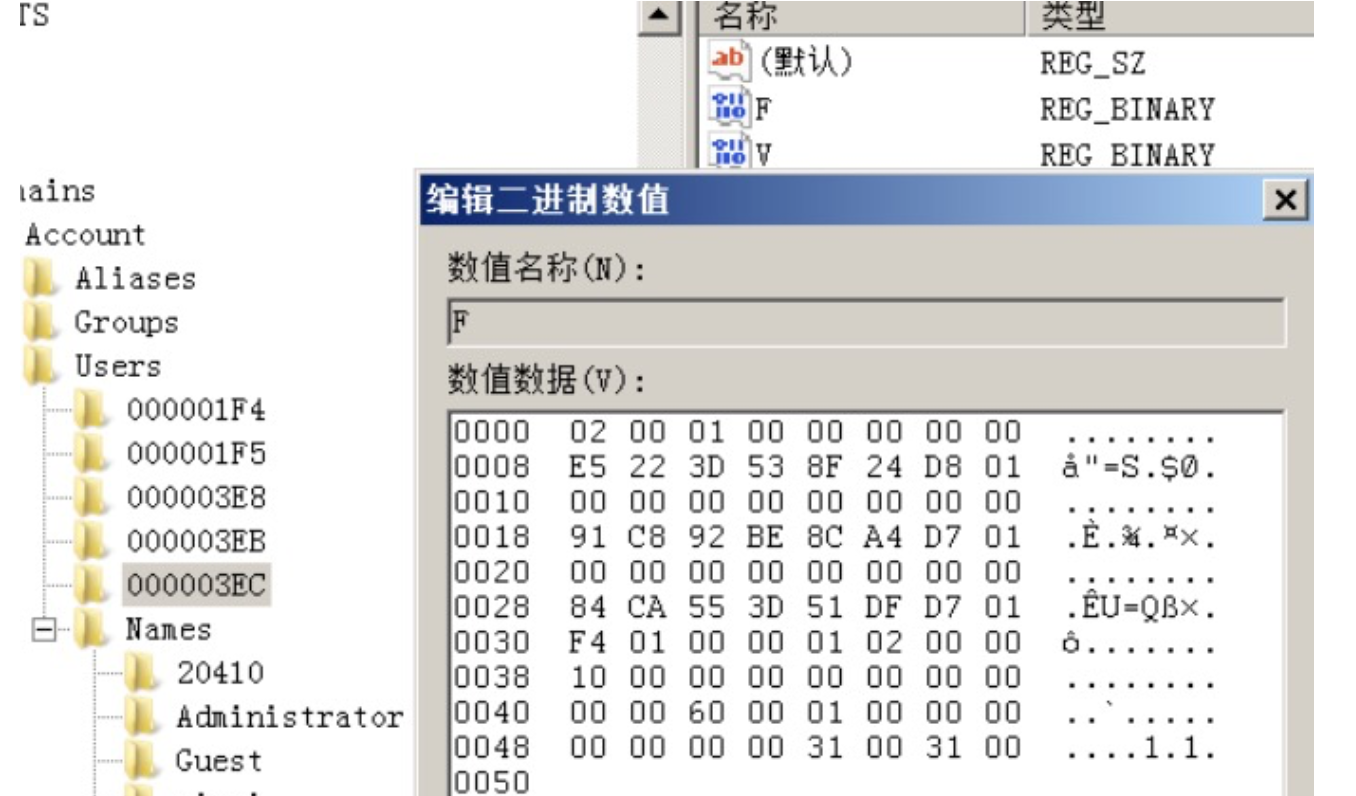 TS
名称 类型
(默认) REG_SZ
F REG_BINARY
V REG_BINARY
Account
Aliases
Groups
Users
000001F4
000001F5
000003E8
000003EB
000003EC
Names
20410
Administrator
Guest
编辑二进制数值
数值名称(N):
F
数值数据(V):
0000 02 00 01 00 00 00 00 00 ........
0008 E5 22 3D 53 8F 24 D8 01 å"=S.$Ø.
0010 00 00 00 00 00 00 00 00 ........
0018 91 C8 92 BE 8C A4 D7 01 .È.¾.¤×.
0020 00 00 00 00 00 00 00 00 ........
0028 84 CA 55 3D 51 DF D7 01 .ÊU=Qß×.
0030 F4 01 00 00 01 02 00 00 ô.......
0038 10 00 00 00 00 00 00 00 ........
0040 00 00 60 00 01 00 00 00 ..`.....
0048 00 00 00 00 31 00 31 00 ....1.1.
0050